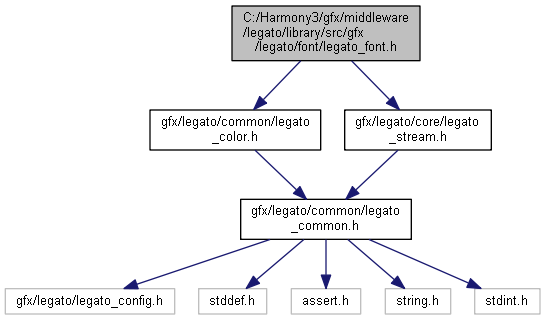 C:/Harmony3/gfx/middleware
/legato/library/src/gfx
/legato/font/legato_font.h
gfx/legato/common/legato
_color.h
gfx/legato/core/legato
_stream.h
gfx/legato/common/legato
_common.h
gfx/legato/legato_config.h
stddef.h
assert.h
string.h
stdint.h